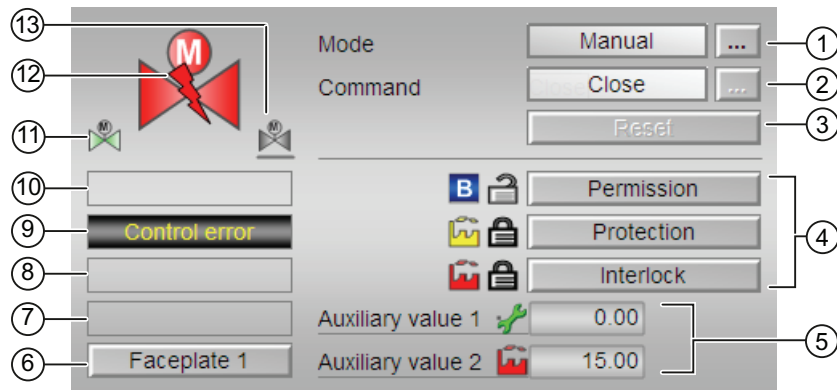 13
M
Mode Manual ... 1
12
Command Close ... 2
11 M M
Reset 3
10 B Permission
9 Control error Protection 4
8 Interlock
7 Auxiliary value 1 0.00
5
6 Faceplate 1 Auxiliary value 2 15.00